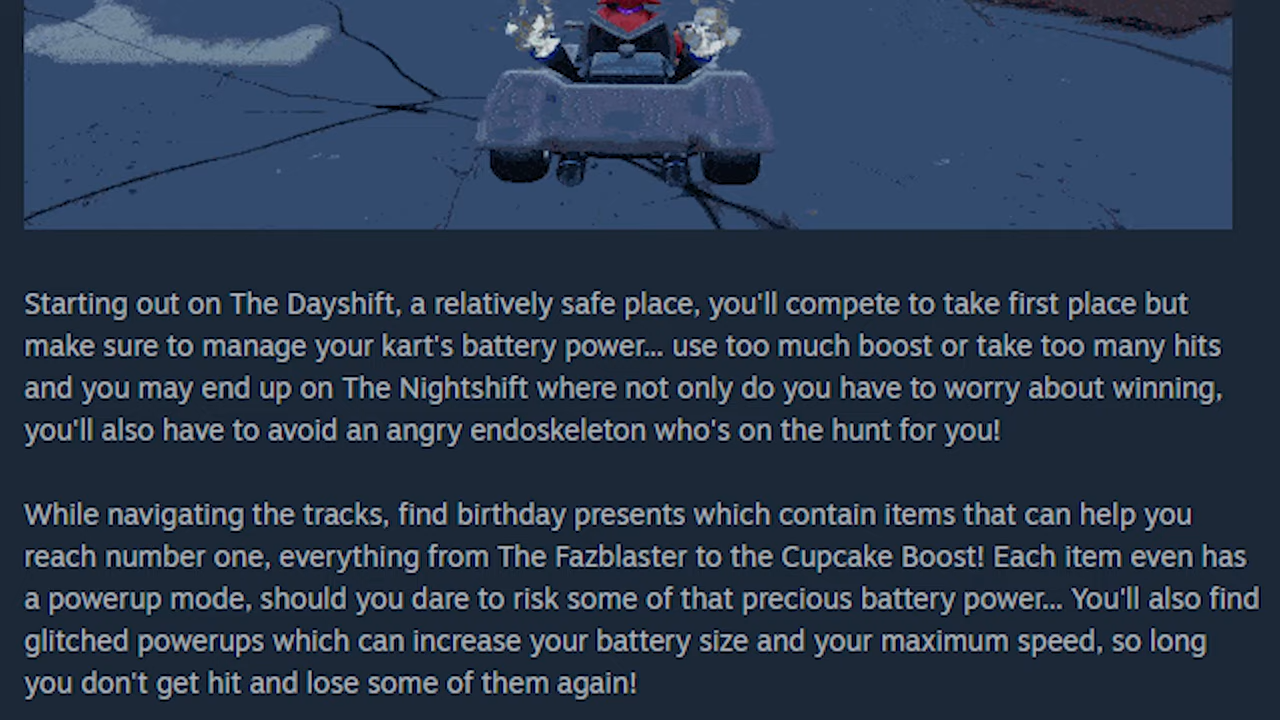 Starting out on The Dayshift, a relatively safe place, you'll compete to take first place but
make sure to manage your kart's battery power... use too much boost or take too many hits
and you may end up on The Nightshift where not only do you have to worry about winning,
you'll also have to avoid an angry endoskeleton who's on the hunt for you!
While navigating the tracks, find birthday presents which contain items that can help you
reach number one, everything from The Fazblaster to the Cupcake Boost! Each item even has
a powerup mode, should you dare to risk some of that precious battery power... You'll also find
glitched powerups which can increase your battery size and your maximum speed, so long
you don't get hit and lose some of them again!